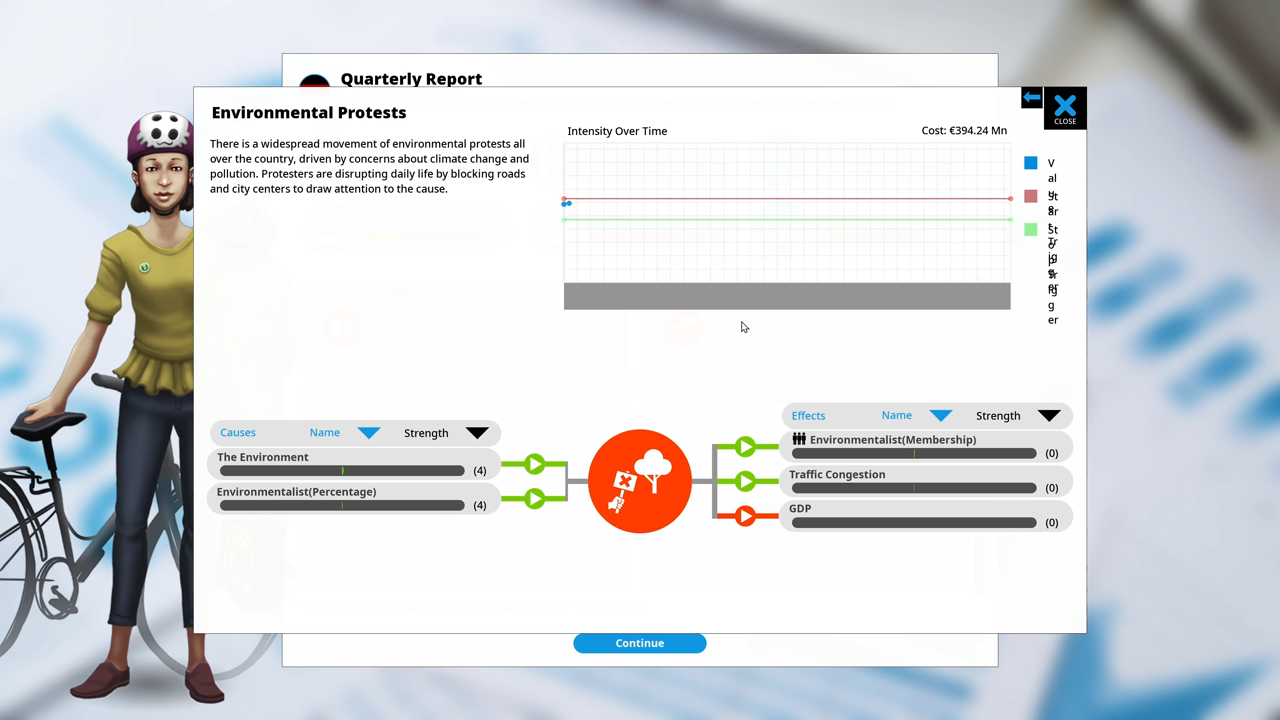 Quarterly Report
Environmental Protests
CLOSE
There is a widespread movement of environmental protests all
over the country, driven by concerns about climate change and
pollution. Protesters are disrupting daily life by blocking roads
and city centers to draw attention to the cause.
Intensity Over Time
Cost: €394.24 Mn
Causes
Name
Strength
The Environment
(4)
Environmentalist(Percentage)
(4)
Effects
Name
Strength
Environmentalist(Membership)
(0)
Traffic Congestion
(0)
GDP
(0)
Continue